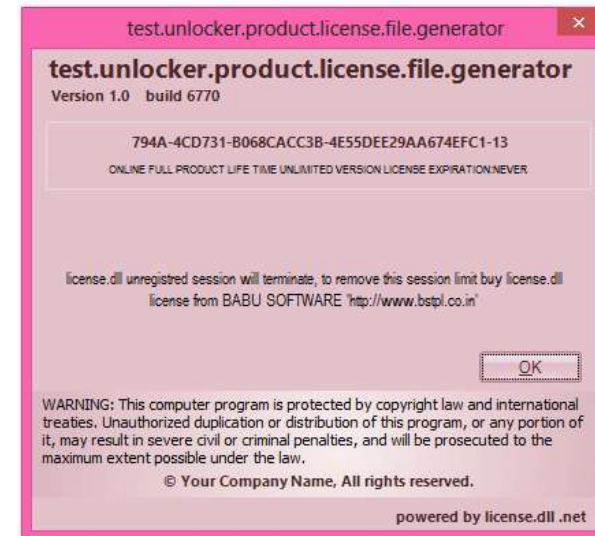 test.unlocker.product.license.file.generator
test.unlocker.product.license.file.generator
Version 1.0 build 6770
794A-4CD731-B068CACC3B-4E55DEE29AA674EFC1-13
ONLINE FULL PRODUCT LIFE TIME UNLIMITED VERSION LICENSE EXPIRATION:NEVER
license.dll unregistred session will terminate, to remove this session limit buy license.dll
license from BABU SOFTWARE 'http://www.bstpl.co.in'
OK
WARNING: This computer program is protected by copyright law and international
treaties. Unauthorized duplication or distribution of this program, or any portion of
it, may result in severe civil or criminal penalties, and will be prosecuted to the
maximum extent possible under the law.
© Your Company Name, All rights reserved.
powered by license.dll .net